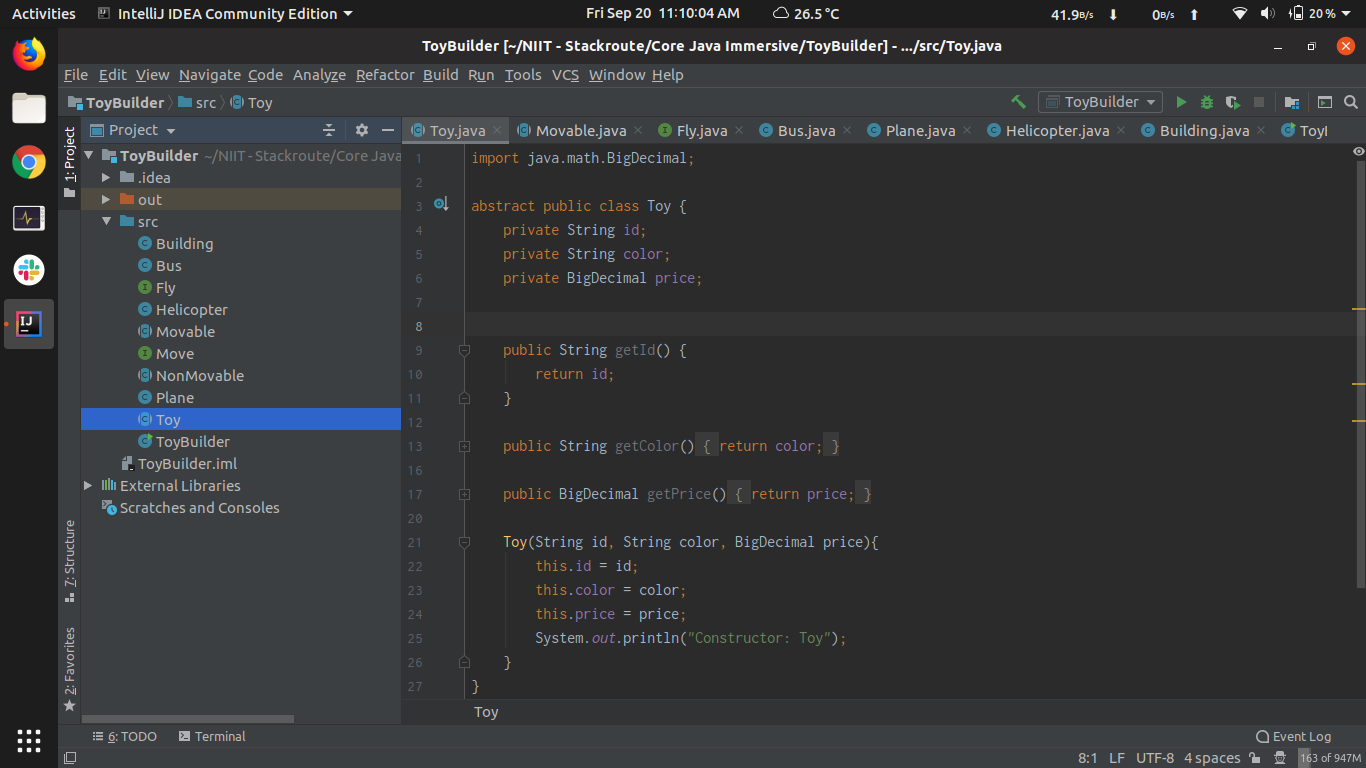 Activities IntelliJ IDEA Community Edition Fri Sep 20 11:10:04 AM 26.5 °C 41.9B/s 0B/s 20 %
ToyBuilder [~/NIIT - Stackroute/Core Java Immersive/ToyBuilder] - .../src/Toy.java
File Edit View Navigate Code Analyze Refactor Build Run Tools VCS Window Help
ToyBuilder src Toy ToyBuilder
1: Project
7: Structure
2: Favorites
Project
ToyBuilder ~/NIIT - Stackroute/Core Java
.idea
out
src
Building
Bus
Fly
Helicopter
Movable
Move
NonMovable
Plane
Toy
ToyBuilder
ToyBuilder.iml
External Libraries
Scratches and Consoles
Toy.java Movable.java Fly.java Bus.java Plane.java Helicopter.java Building.java ToyI
1 import java.math.BigDecimal;
2
3 abstract public class Toy {
4 private String id;
5 private String color;
6 private BigDecimal price;
7
8
9 public String getId() {
10 return id;
11 }
12
13 public String getColor() { return color; }
16
17 public BigDecimal getPrice() { return price; }
20
21 Toy(String id, String color, BigDecimal price){
22 this.id = id;
23 this.color = color;
24 this.price = price;
25 System.out.println("Constructor: Toy");
26 }
27 }
Toy
6: TODO Terminal Event Log
8:1 LF UTF-8 4 spaces 163 of 947M